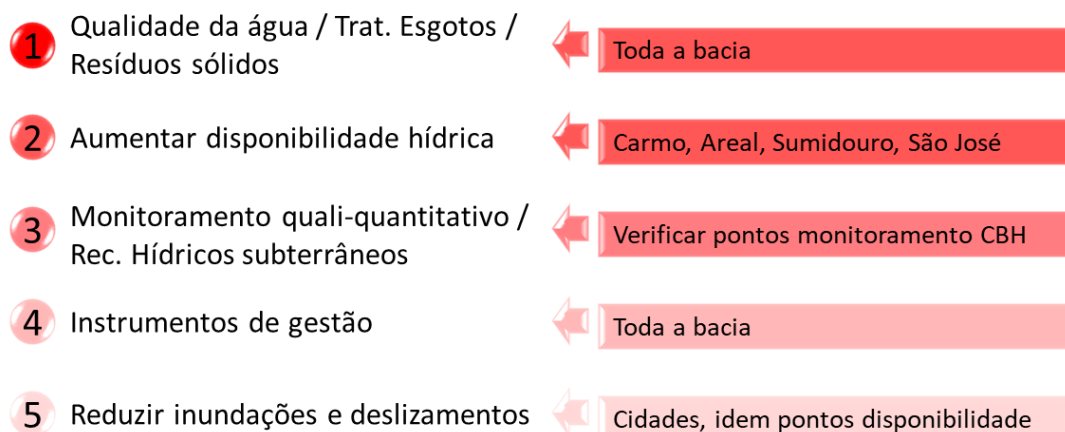 1
Qualidade da água / Trat. Esgotos /
Resíduos sólidos
Toda a bacia
2
Aumentar disponibilidade hídrica
Carmo, Areal, Sumidouro, São José
3
Monitoramento quali-quantitativo /
Rec. Hídricos subterrâneos
Verificar pontos monitoramento CBH
4
Instrumentos de gestão
Toda a bacia
5
Reduzir inundações e deslizamentos
Cidades, idem pontos disponibilidade